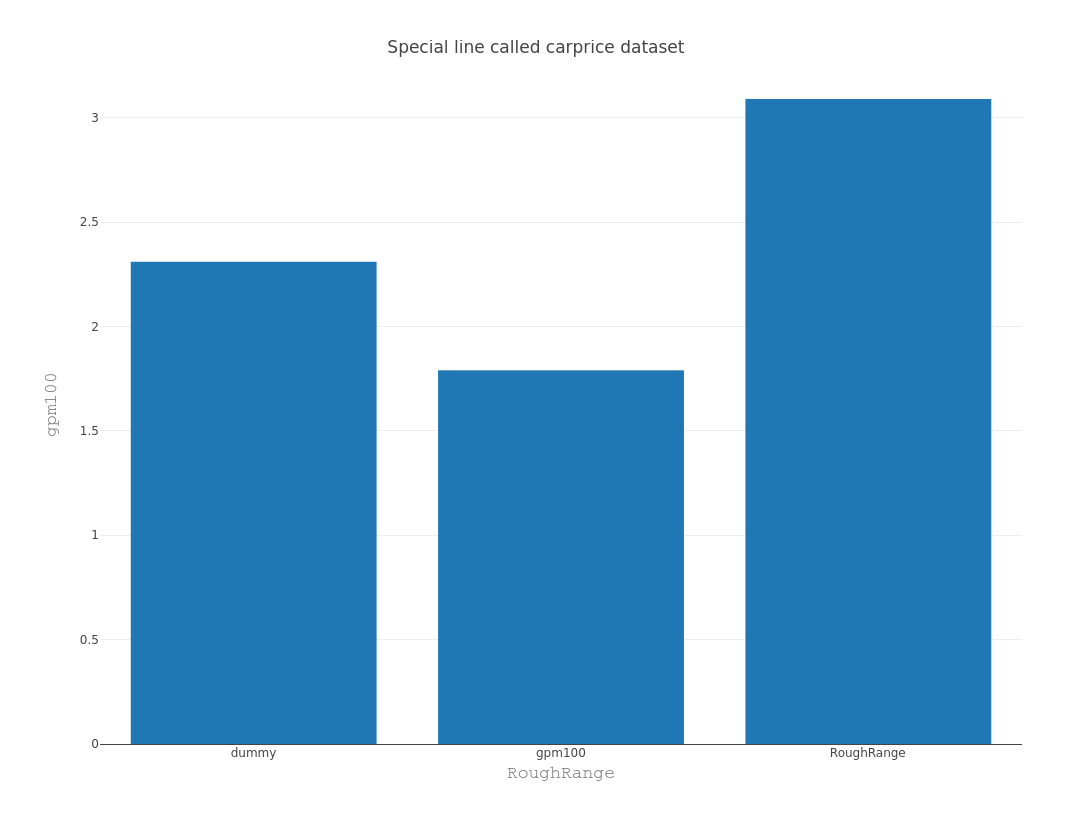 Special line called carprice dataset
3
2.5
2
1.5
1
0.5
0
gpm100
dummy gpm100 RoughRange
RoughRange